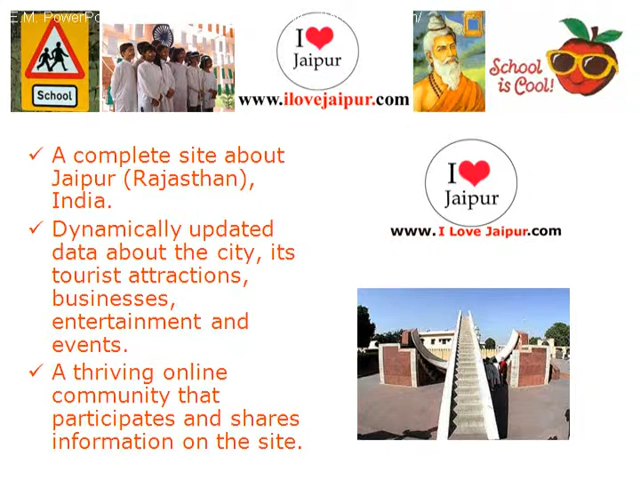 E.M. PowerPo
School
I
Jaipur
www.ilovejaipur.com
School
is Cool!
✓ A complete site about
Jaipur (Rajasthan),
India.
✓ Dynamically updated
data about the city, its
tourist attractions,
businesses,
entertainment and
events.
✓ A thriving online
community that
participates and shares
information on the site.
I
Jaipur
www. I Love Jaipur.com